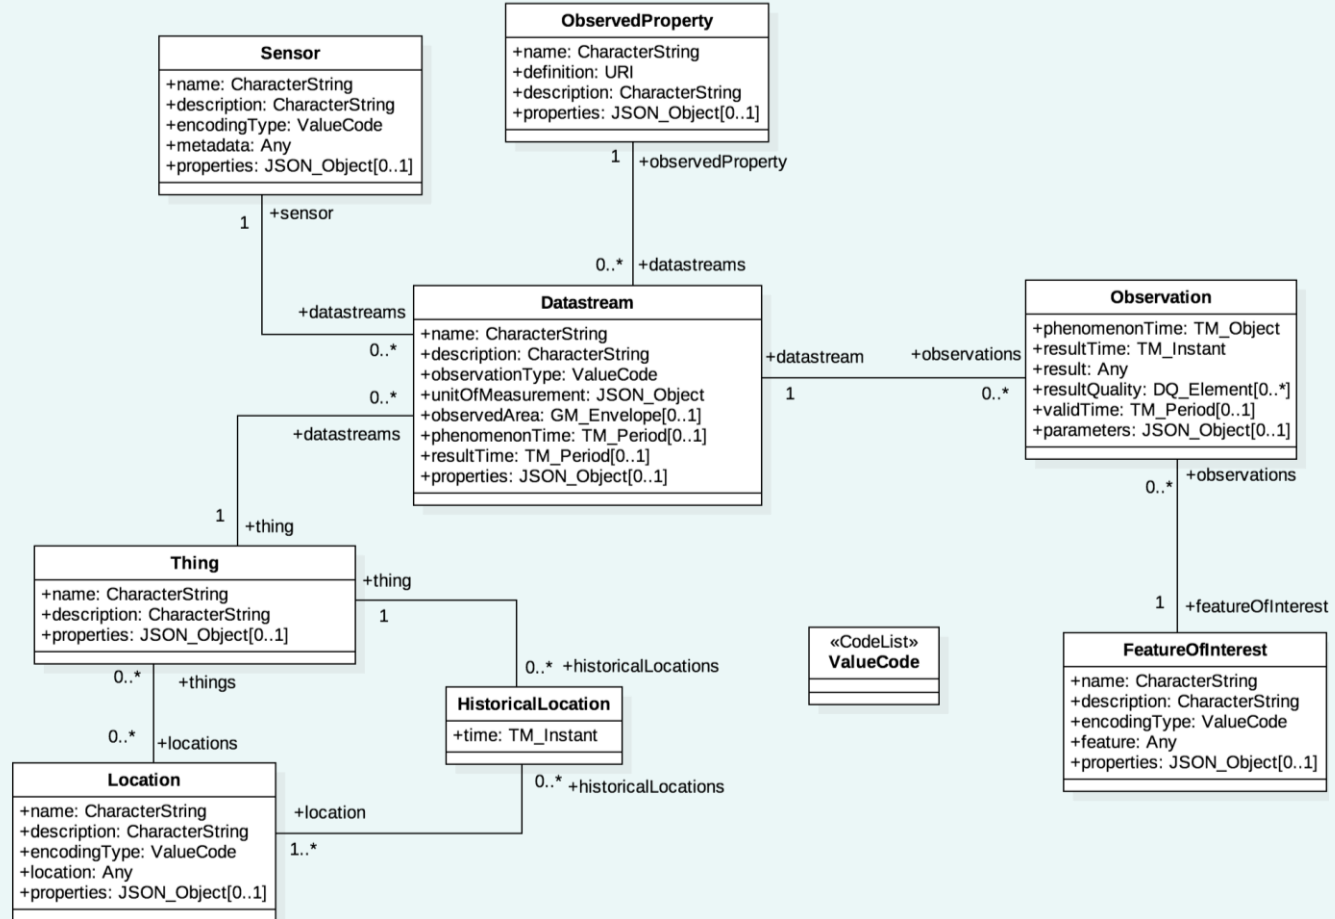 ObservedProperty
+name: CharacterString
+definition: URI
+description: CharacterString
+properties: JSON_Object[0..1]
Sensor
+name: CharacterString
+description: CharacterString
+encodingType: ValueCode
+metadata: Any
+properties: JSON_Object[0..1]
1
+observedProperty
1
+sensor
0..*
+datastreams
+datastreams
0..*
Datastream
+name: CharacterString
+description: CharacterString
+observationType: ValueCode
+unitOfMeasurement: JSON_Object
+observedArea: GM_Envelope[0..1]
+phenomenonTime: TM_Period[0..1]
+resultTime: TM_Period[0..1]
+properties: JSON_Object[0..1]
+datastream
1
+observations
0..*
Observation
+phenomenonTime: TM_Object
+resultTime: TM_Instant
+result: Any
+resultQuality: DQ_Element[0..*]
+validTime: TM_Period[0..1]
+parameters: JSON_Object[0..1]
0..*
+datastreams
+observations
0..*
1
+thing
Thing
+name: CharacterString
+description: CharacterString
+properties: JSON_Object[0..1]
+thing
1
1
+featureOfInterest
0..*
+things
0..* +historicalLocations
«CodeList»
ValueCode
FeatureOfInterest
+name: CharacterString
+description: CharacterString
+encodingType: ValueCode
+feature: Any
+properties: JSON_Object[0..1]
HistoricalLocation
+time: TM_Instant
0..*
+locations
0..* +historicalLocations
Location
+name: CharacterString
+description: CharacterString
+encodingType: ValueCode
+location: Any
+properties: JSON_Object[0..1]
+location
1..*